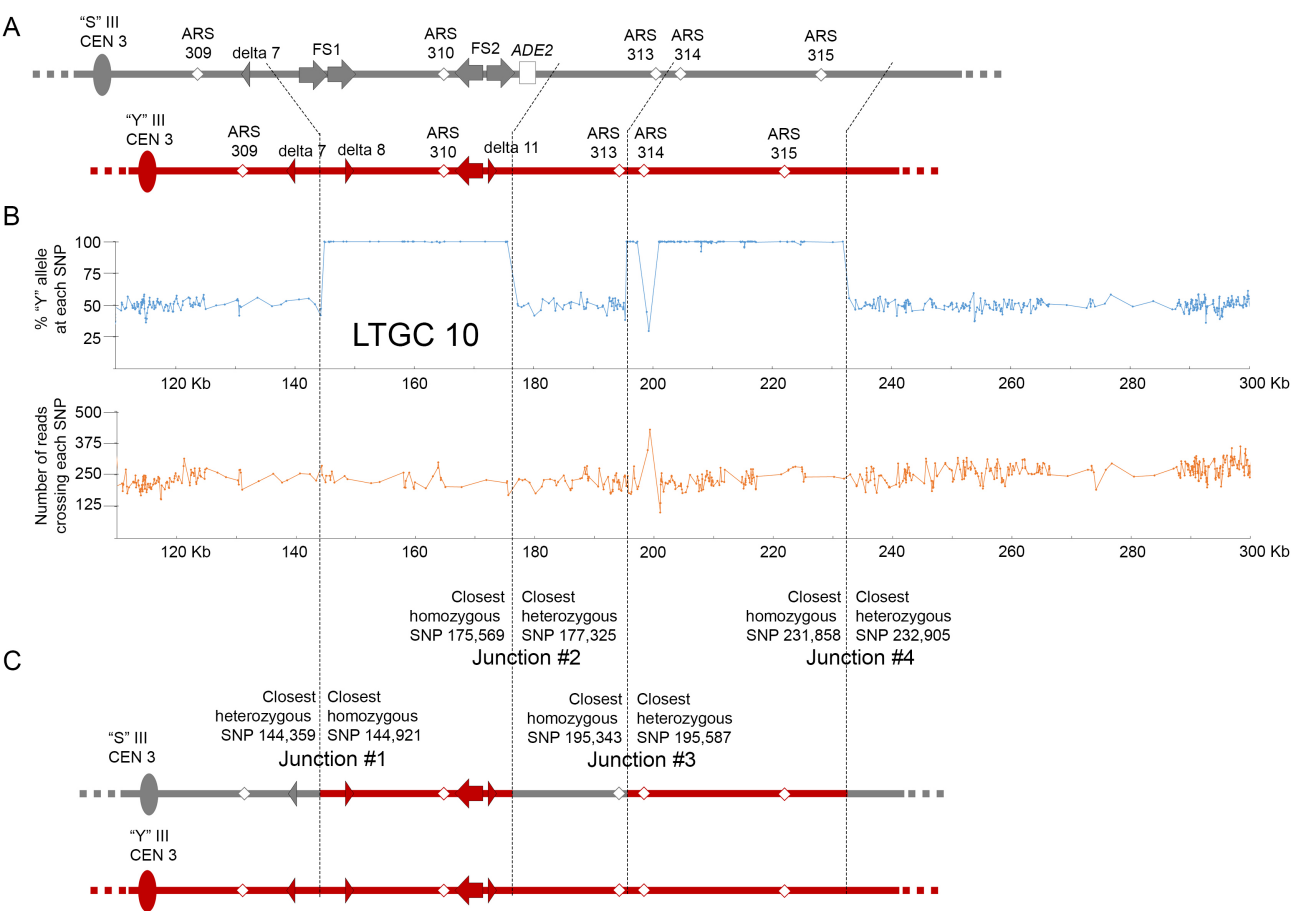 A
"S" III
CEN 3
ARS
309
delta 7
FS1
ARS
310
FS2
ADE2
ARS
313
ARS
314
ARS
315
"Y" III
CEN 3
ARS
309
delta 7
delta 8
ARS
310
delta 11
ARS
313
ARS
314
ARS
315
B
% "Y" allele
at each SNP
100
75
50
25
LTGC 10
120 Kb 140 160 180 200 220 240 260 280 300 Kb
Number of reads
crossing each SNP
500
375
250
125
120 Kb 140 160 180 200 220 240 260 280 300 Kb
Closest
homozygous
SNP 175,569
Closest
heterozygous
SNP 177,325
Junction #2
Closest
homozygous
SNP 231,858
Closest
heterozygous
SNP 232,905
Junction #4
C
Closest
heterozygous
SNP 144,359
Closest
homozygous
SNP 144,921
Junction #1
Closest
homozygous
SNP 195,343
Closest
heterozygous
SNP 195,587
Junction #3
"S" III
CEN 3
"Y" III
CEN 3